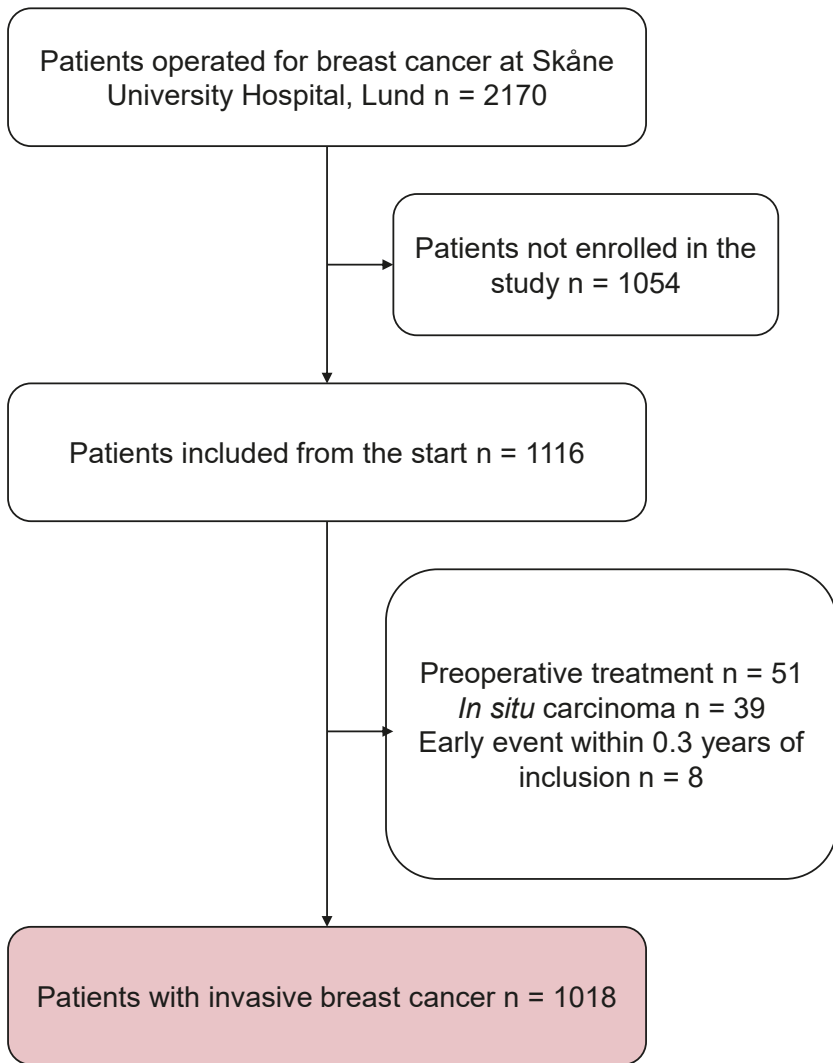 Patients operated for breast cancer at Skåne
University Hospital, Lund n = 2170
Patients not enrolled in the
study n = 1054
Patients included from the start n = 1116
Preoperative treatment n = 51
In situ carcinoma n = 39
Early event within 0.3 years of
inclusion n = 8
Patients with invasive breast cancer n = 1018